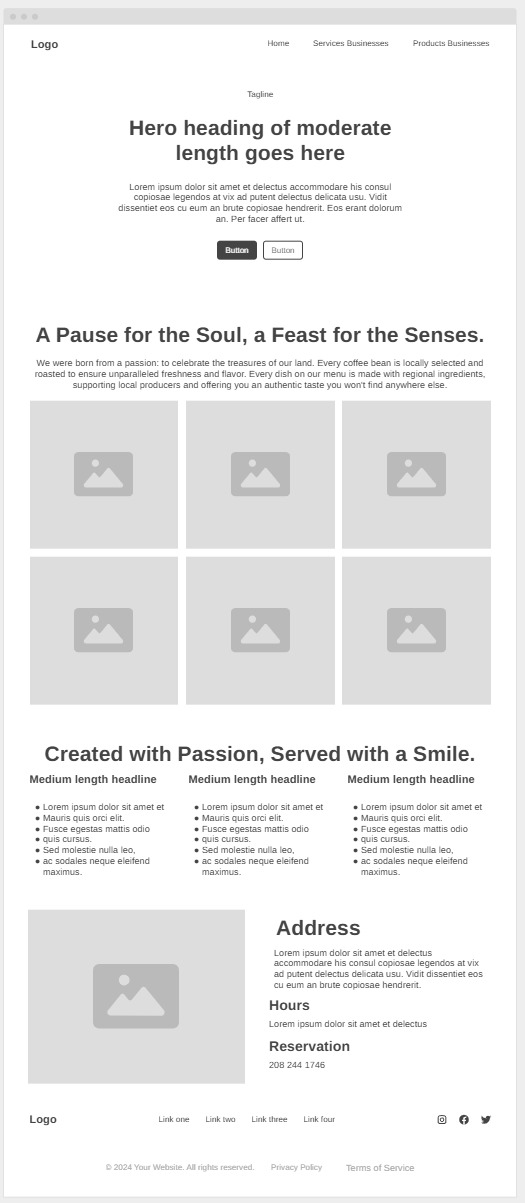 Logo
Home Services Businesses Products Businesses
Tagline
Hero heading of moderate
length goes here
Lorem ipsum dolor sit amet et delectus accommodare his consul
copiosae legendos at vix ad putent delectus delicata usu. Vidit
dissentiet eos cu eum an brute copiosae hendrerit. Eos erant dolorum
an. Per facer affert ut.
Button Button
A Pause for the Soul, a Feast for the Senses.
We were born from a passion: to celebrate the treasures of our land. Every coffee bean is locally selected and
roasted to ensure unparalleled freshness and flavor. Every dish on our menu is made with regional ingredients,
supporting local producers and offering you an authentic taste you won't find anywhere else.
Created with Passion, Served with a Smile.
Medium length headline
● Lorem ipsum dolor sit amet et
● Mauris quis orci elit.
● Fusce egestas mattis odio
● quis cursus.
● Sed molestie nulla leo,
● ac sodales neque eleifend
maximus.
Medium length headline
● Lorem ipsum dolor sit amet et
● Mauris quis orci elit.
● Fusce egestas mattis odio
● quis cursus.
● Sed molestie nulla leo,
● ac sodales neque eleifend
maximus.
Medium length headline
● Lorem ipsum dolor sit amet et
● Mauris quis orci elit.
● Fusce egestas mattis odio
● quis cursus.
● Sed molestie nulla leo,
● ac sodales neque eleifend
maximus.
Address
Lorem ipsum dolor sit amet et delectus
accommodare his consul copiosae legendos at vix
ad putent delectus delicata usu. Vidit dissentiet eos
cu eum an brute copiosae hendrerit.
Hours
Lorem ipsum dolor sit amet et delectus
Reservation
208 244 1746
Logo
Link one Link two Link three Link four
© 2024 Your Website. All rights reserved. Privacy Policy Terms of Service